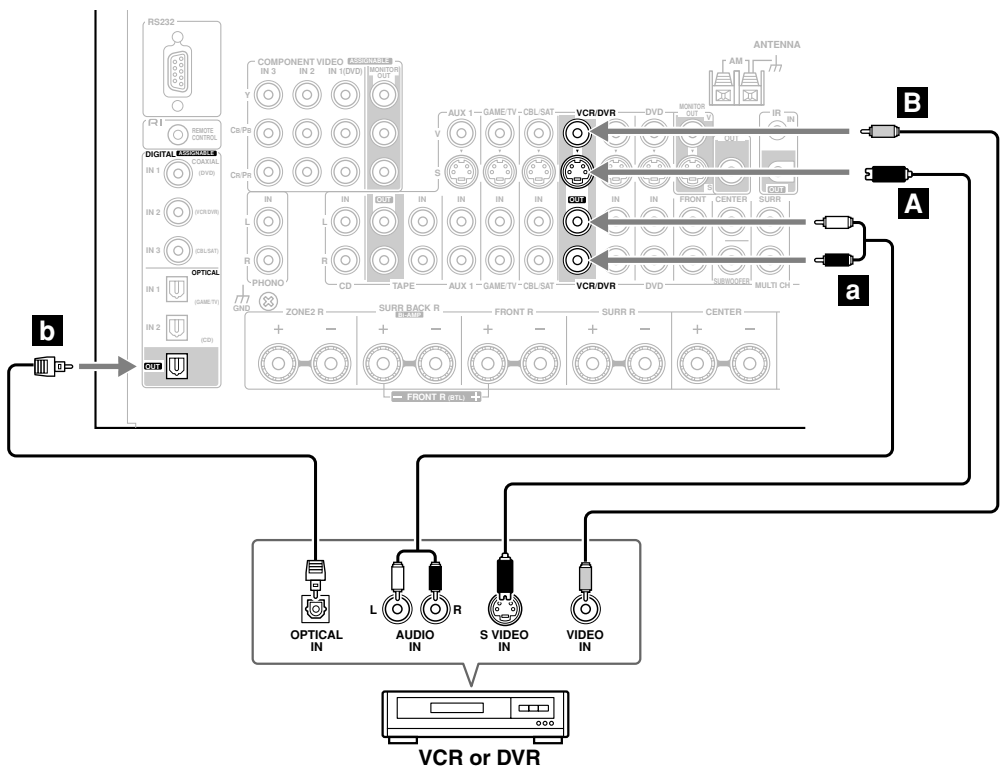 RS232
COMPONENT VIDEO ASSIGNABLE
IN 3 IN 2 IN 1(DVD) MONITOR OUT
Y
CB/PB
CR/PR
RI
REMOTE CONTROL
DIGITAL ASSIGNABLE
COAXIAL
IN 1 (DVD)
IN 2 (VCR/DVR)
IN 3 (CBL/SAT)
OPTICAL
IN 1 (GAME/TV)
IN 2 (CD)
OUT
AUX 1 GAME/TV CBL/SAT VCR/DVR DVD MONITOR OUT
V
S
V
S
OUT
ANTENNA
AM
IR
IN
OUT
B
A
IN IN OUT IN IN IN IN OUT IN IN FRONT CENTER SURR
L L
R R
PHONO CD TAPE AUX 1 GAME/TV CBL/SAT VCR/DVR DVD SUBWOOFER MULTI CH
a
GND
ZONE2 R SURR BACK R FRONT R SURR R CENTER
BI-AMP
+ − + − + − + − + −
− FRONT R (BTL) +
b
L R
OPTICAL IN
AUDIO IN
S VIDEO IN
VIDEO IN
VCR or DVR